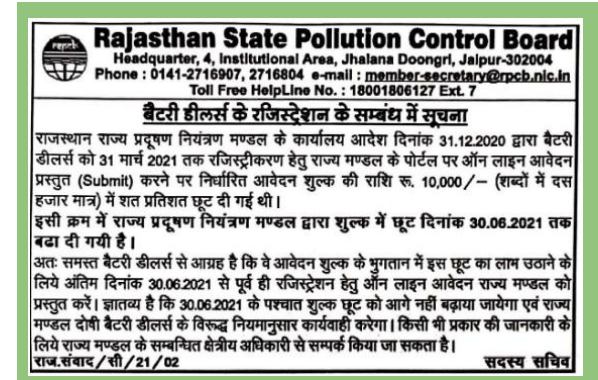 Rajasthan State Pollution Control Board
Headquarter, 4, Institutional Area, Jhalana Doongri, Jaipur-302004
Phone : 0141-2716907, 2716804 e-mail : member-secretary@rpcb.nic.in
Toll Free HelpLine No. : 18001806127 Ext. 7
बैटरी डीलर्स के रजिस्ट्रेशन के सम्बंध में सूचना
राजस्थान राज्य प्रदूषण नियंत्रण मण्डल के कार्यालय आदेश दिनांक 31.12.2020 द्वारा बैटरी
डीलर्स को 31 मार्च 2021 तक रजिस्ट्रीकरण हेतु राज्य मण्डल के पोर्टल पर ऑन लाइन आवेदन
प्रस्तुत (Submit) करने पर निर्धारित आवेदन शुल्क की राशि रू. 10,000/– (शब्दों में दस
हजार मात्र) में शत प्रतिशत छूट दी गई थी।
इसी क्रम में राज्य प्रदूषण नियंत्रण मण्डल द्वारा शुल्क में छूट दिनांक 30.06.2021 तक
बढा दी गयी है।
अतः समस्त बैटरी डीलर्स से आग्रह है कि वे आवेदन शुल्क के भुगतान में इस छूट का लाभ उठाने के
लिये अंतिम दिनांक 30.06.2021 से पूर्व ही रजिस्ट्रेशन हेतु ऑन लाइन आवेदन राज्य मण्डल को
प्रस्तुत करें। ज्ञातव्य है कि 30.06.2021 के पश्चात शुल्क छूट को आगे नहीं बढ़ाया जायेगा एवं राज्य
मण्डल दोषी बैटरी डीलर्स के विरूद्ध नियमानुसार कार्यवाही करेगा। किसी भी प्रकार की जानकारी के
लिये राज्य मण्डल के सम्बन्धित क्षेत्रीय अधिकारी से सम्पर्क किया जा सकता है।
राज.संवाद/सी/21/02 सदस्य सचिव